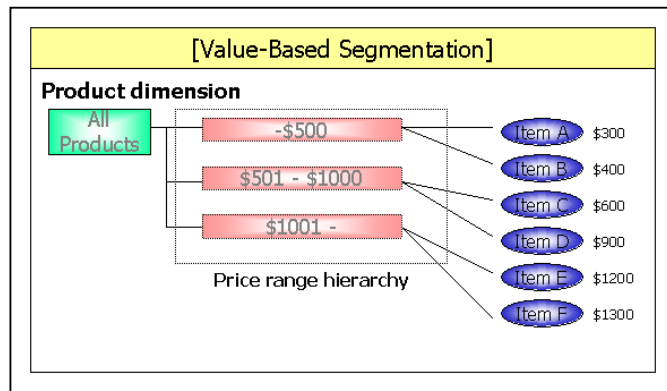 [Value-Based Segmentation]
Product dimension
All
Products
-$500
$501 - $1000
$1001 -
Price range hierarchy
Item A $300
Item B $400
Item C $600
Item D $900
Item E $1200
Item F $1300